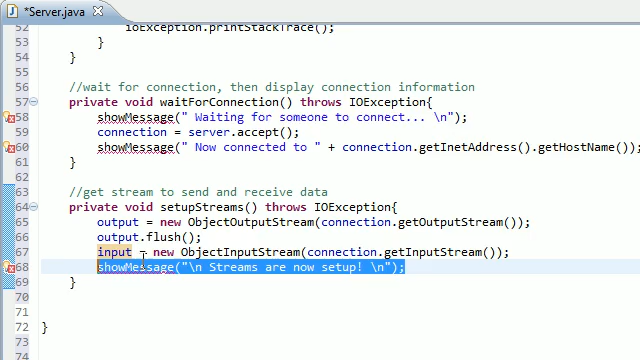 *Server.java
52 ioException.printStackTrace();
53 }
54 }
55
56 //wait for connection, then display connection information
57 private void waitForConnection() throws IOException{
58 showMessage(" Waiting for someone to connect... \n");
59 connection = server.accept();
60 showMessage(" Now connected to " + connection.getInetAddress().getHostName());
61 }
62
63 //get stream to send and receive data
64 private void setupStreams() throws IOException{
65 output = new ObjectOutputStream(connection.getOutputStream());
66 output.flush();
67 input = new ObjectInputStream(connection.getInputStream());
68 showMessage("\n Streams are now setup! \n");
69 }
70
71
72 }
73
74